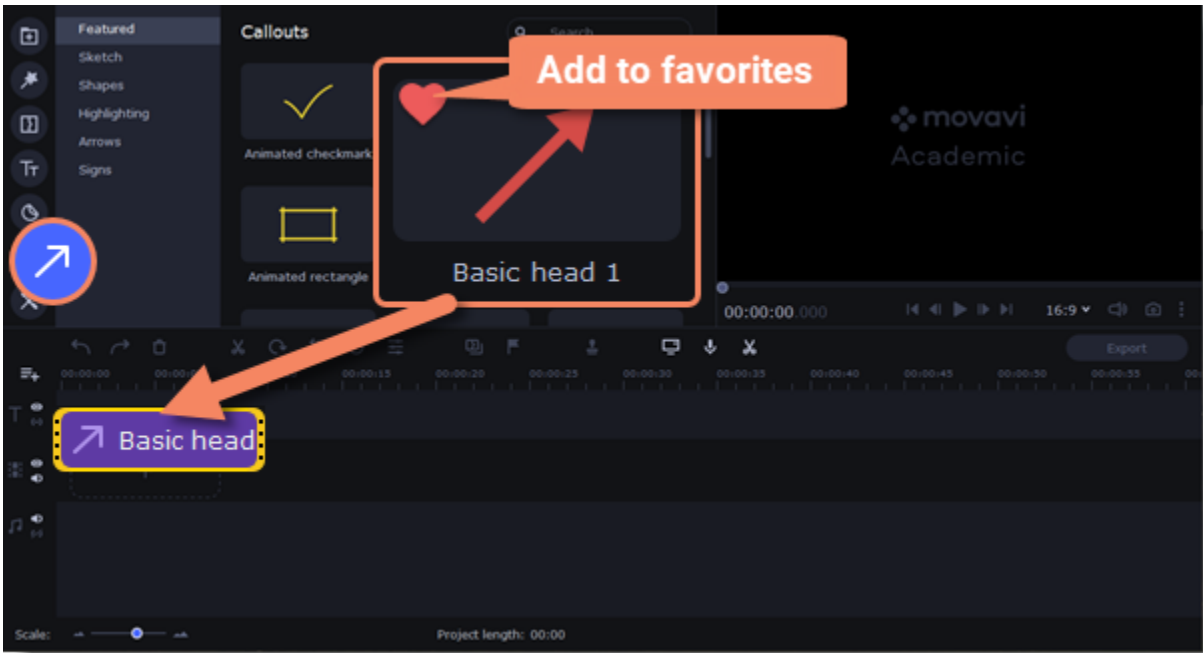 Featured
Sketch
Shapes
Highlighting
Arrows
Signs
Callouts
Search
Add to favorites
Animated checkmark
Animated rectangle
Basic head 1
movavi
Academic
00:00:00.000
16:9
Export
00:00:00 00:00:15 00:00:20 00:00:25 00:00:30 00:00:35 00:00:40 00:00:45 00:00:50 00:00:55
Basic head
Scale:
Project length: 00:00